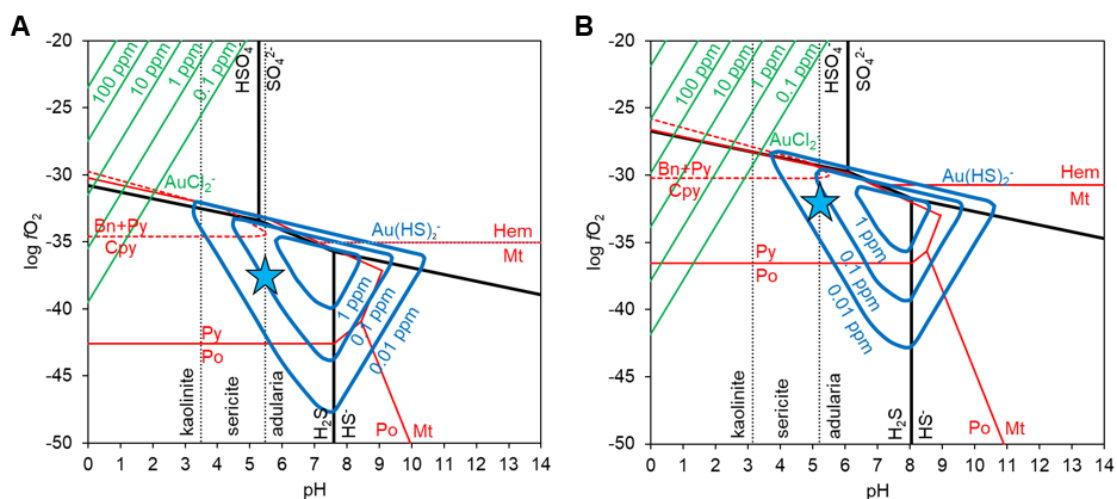 A
log fO₂
-20
-25
-30
-35
-40
-45
-50
0 1 2 3 4 5 6 7 8 9 10 11 12 13 14
pH
100 ppm
10 ppm
1 ppm
0.1 ppm
HSO₄⁻
SO₄²⁻
AuCl₂⁻
Au(HS)₂⁻
Bn+Py
Cpy
Hem
Mt
1 ppm
0.1 ppm
0.01 ppm
Py
Po
kaolinite
sericite
adularia
H₂S
HS⁻
Po
Mt
B
log fO₂
-20
-25
-30
-35
-40
-45
-50
0 1 2 3 4 5 6 7 8 9 10 11 12 13 14
pH
100 ppm
10 ppm
1 ppm
0.1 ppm
HSO₄⁻
SO₄²⁻
AuCl₂⁻
Au(HS)₂⁻
Bn+Py
Cpy
Hem
Mt
1 ppm
0.1 ppm
0.01 ppm
Py
Po
kaolinite
sericite
adularia
H₂S
HS⁻
Po
Mt